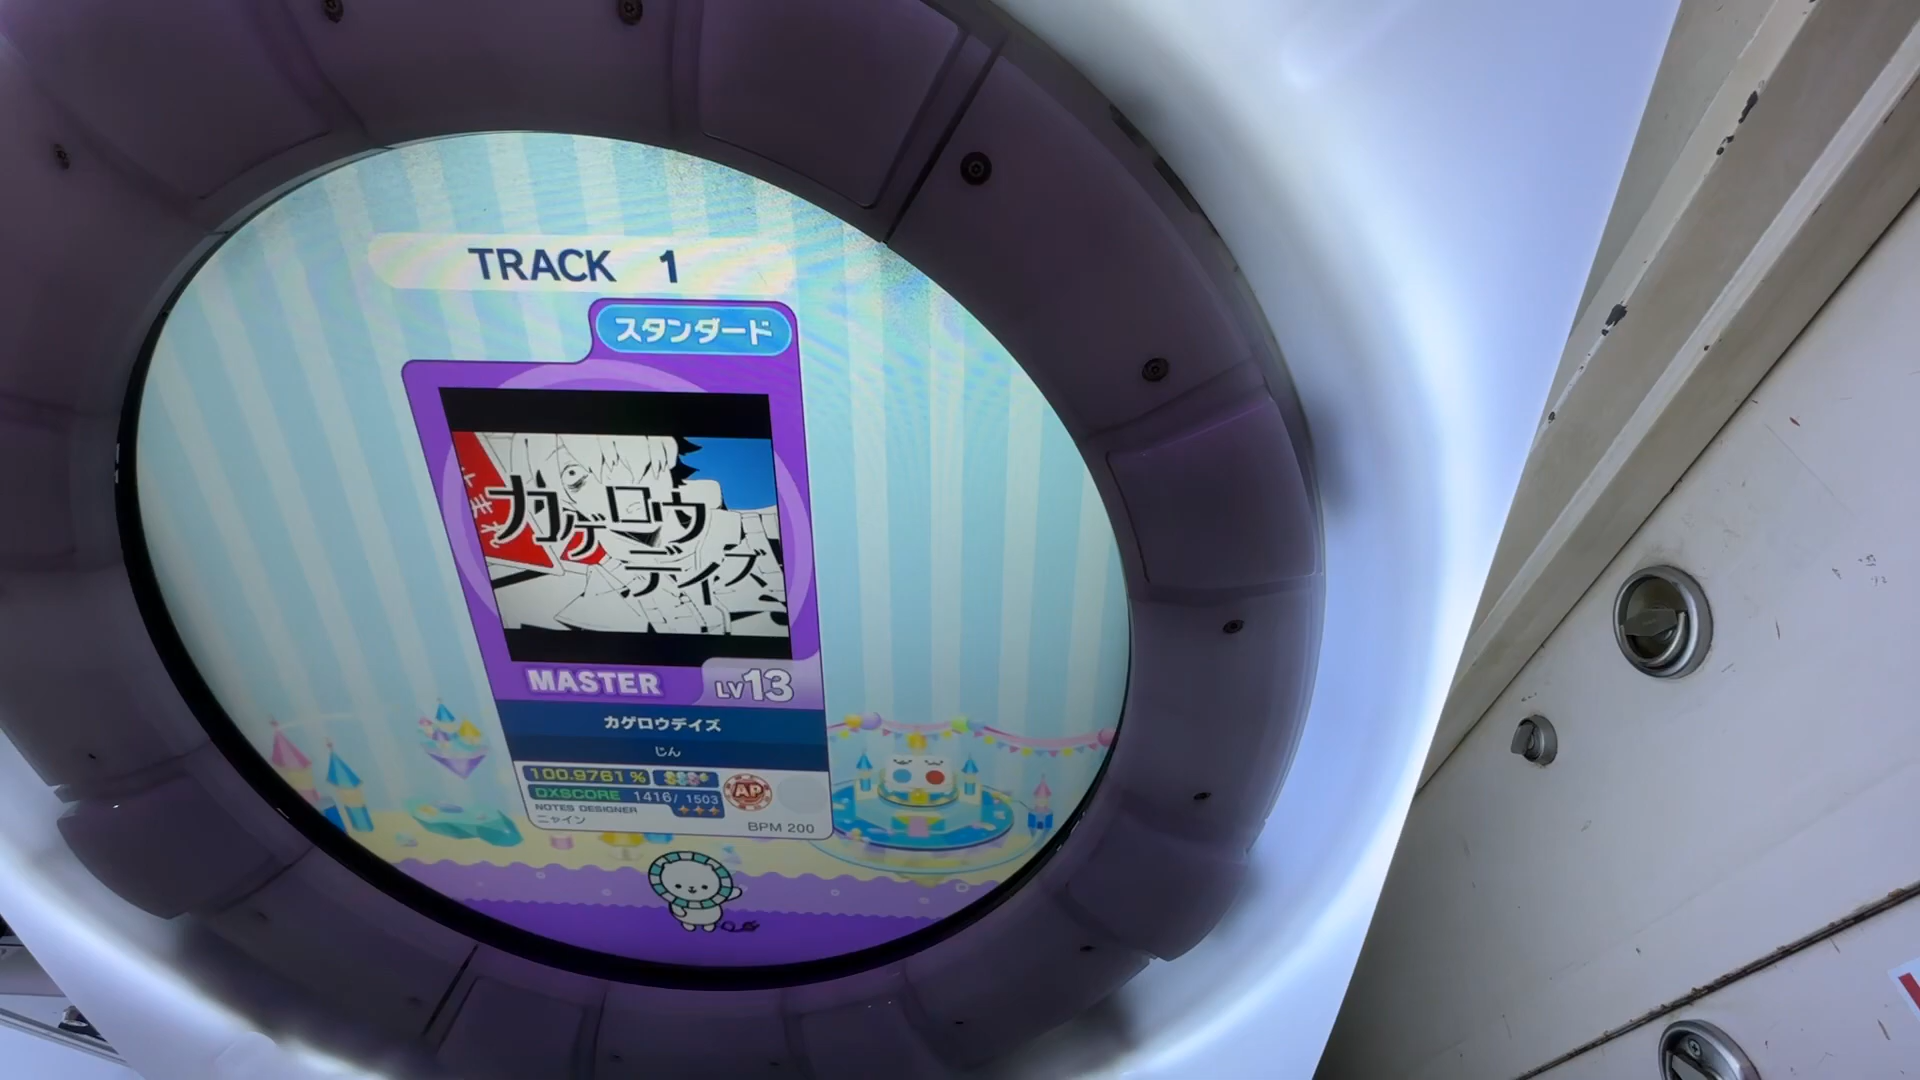 TRACK 1
スタンダード
カゲロウ
デイズ
MASTER LV13
カゲロウデイズ
じん
100.9761%
DXSCORE 1416/ 1503
AP
NOTES DESIGNER
ニャイン
BPM 200